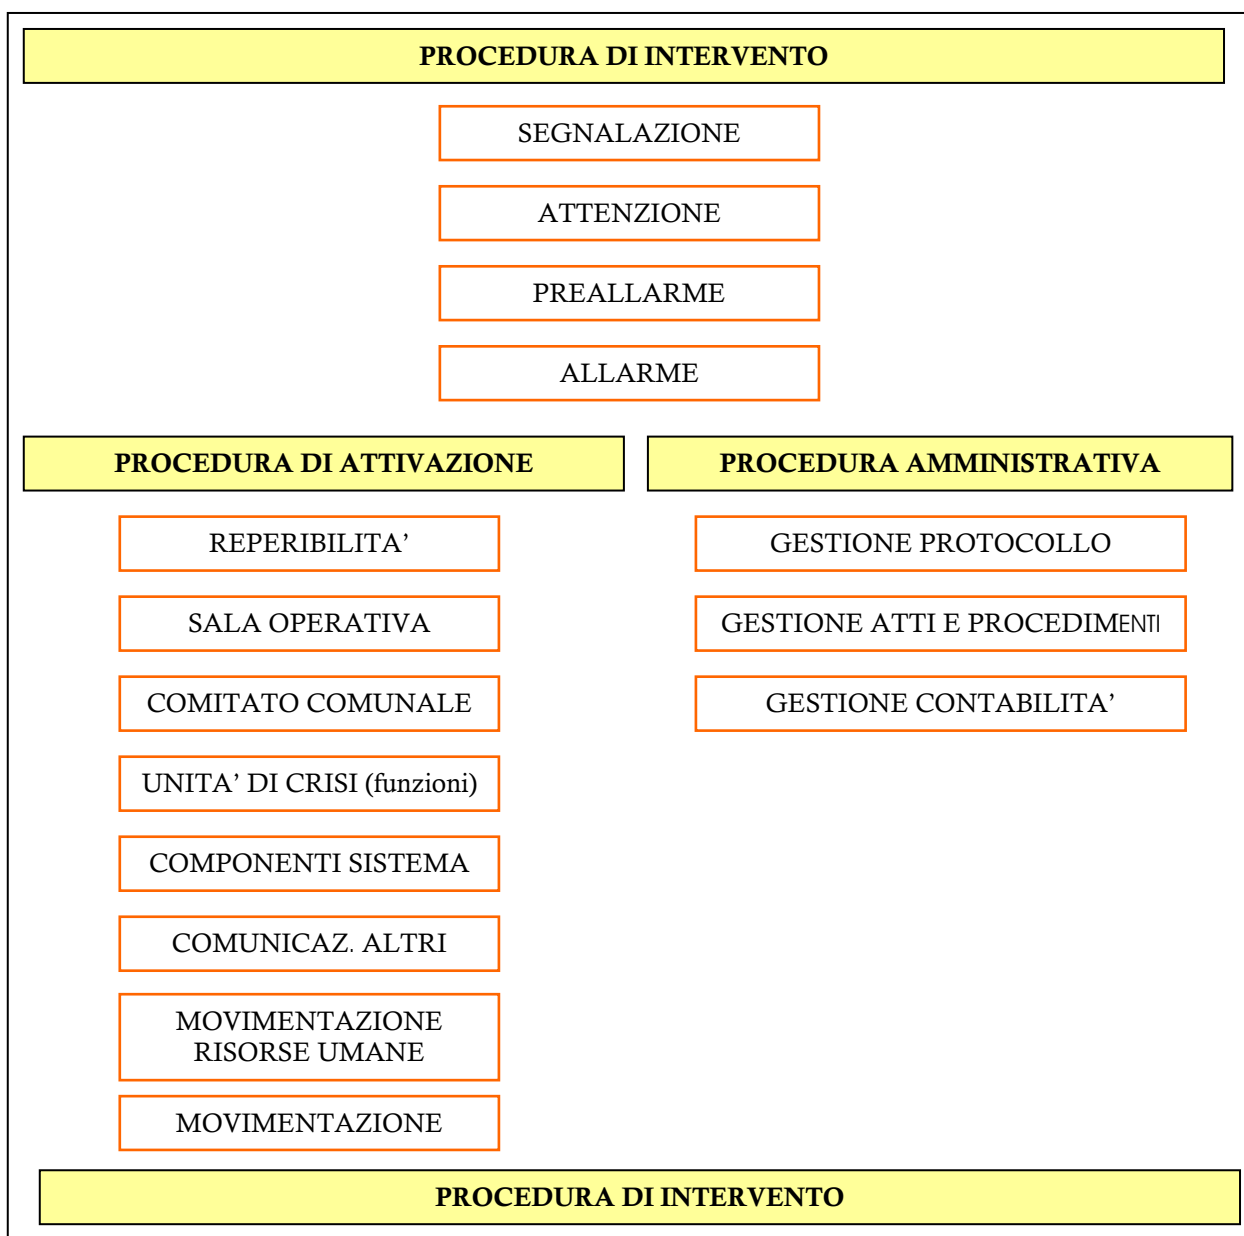 PROCEDURA DI INTERVENTO
SEGNALAZIONE
ATTENZIONE
PREALLARME
ALLARME
PROCEDURA DI ATTIVAZIONE
REPERIBILITA’
SALA OPERATIVA
COMITATO COMUNALE
UNITA’ DI CRISI (funzioni)
COMPONENTI SISTEMA
COMUNICAZ. ALTRI
MOVIMENTAZIONE
RISORSE UMANE
MOVIMENTAZIONE
PROCEDURA AMMINISTRATIVA
GESTIONE PROTOCOLLO
GESTIONE ATTI E PROCEDIMENTI
GESTIONE CONTABILITA’
PROCEDURA DI INTERVENTO